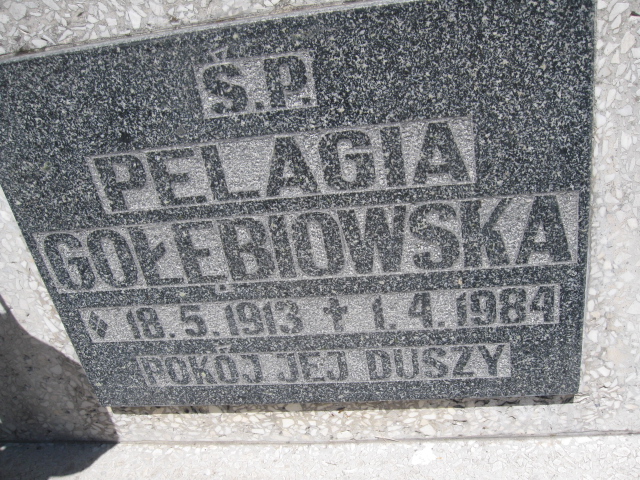 Ś.P.
PELAGIA
GOŁĘBIOWSKA
18.5.1913 † 1.4.1984
POKÓJ JEJ DUSZY